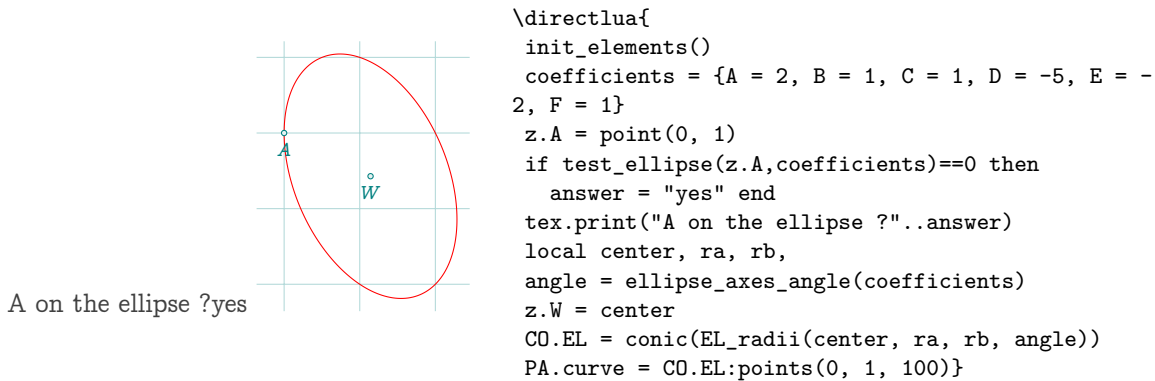 A
W
A on the ellipse ?yes
\directlua{
init_elements()
coefficients = {A = 2, B = 1, C = 1, D = -5, E = -
2, F = 1}
z.A = point(0, 1)
if test_ellipse(z.A,coefficients)==0 then
answer = "yes" end
tex.print("A on the ellipse ?"..answer)
local center, ra, rb,
angle = ellipse_axes_angle(coefficients)
z.W = center
CO.EL = conic(EL_radii(center, ra, rb, angle))
PA.curve = CO.EL:points(0, 1, 100)}